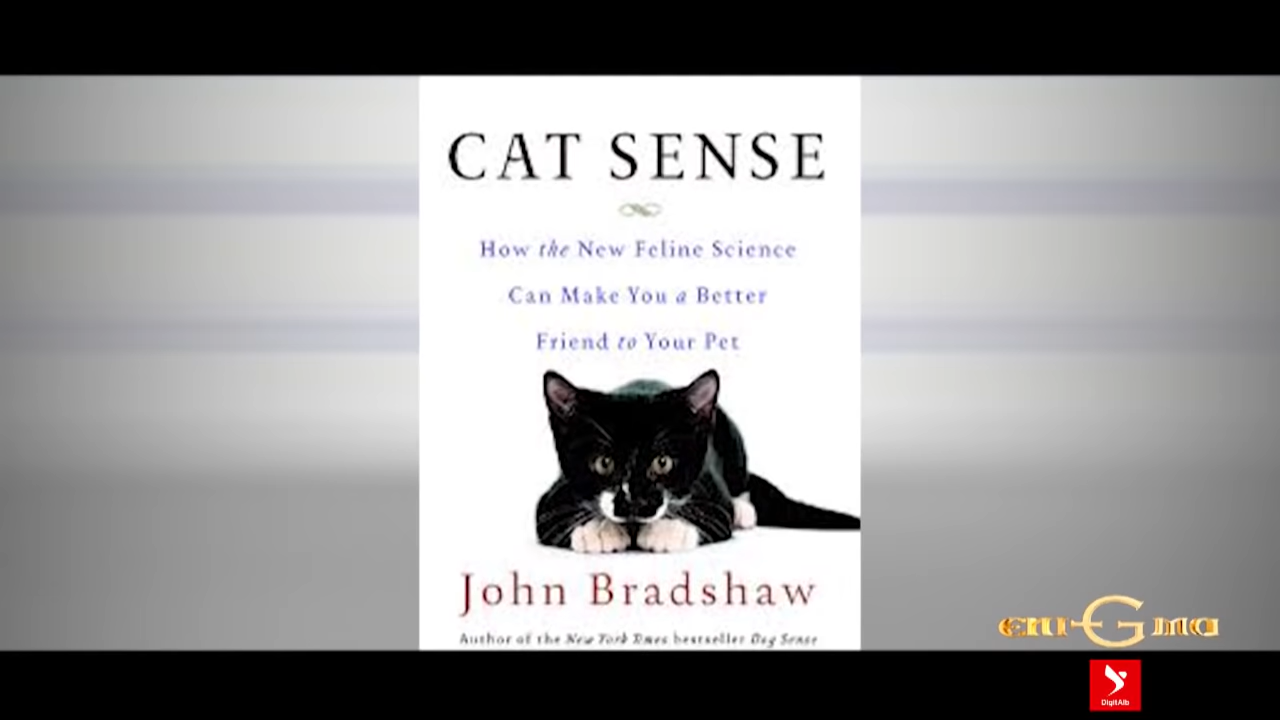 CAT SENSE
How the New Feline Science
Can Make You a Better
Friend to Your Pet
John Bradshaw
Author of the New York Times bestseller Dog Sense
eniGma
DigitAlb